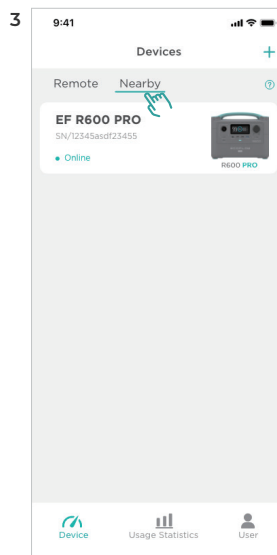 3
9:41
Devices
+
Remote Nearby
?
EF R600 PRO
SN/12345asdf23455
• Online
R600 PRO
Device Usage Statistics User